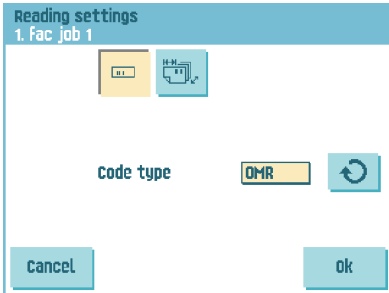 Reading settings
1. Fac job 1
Code type
OMR
Cancel
Ok